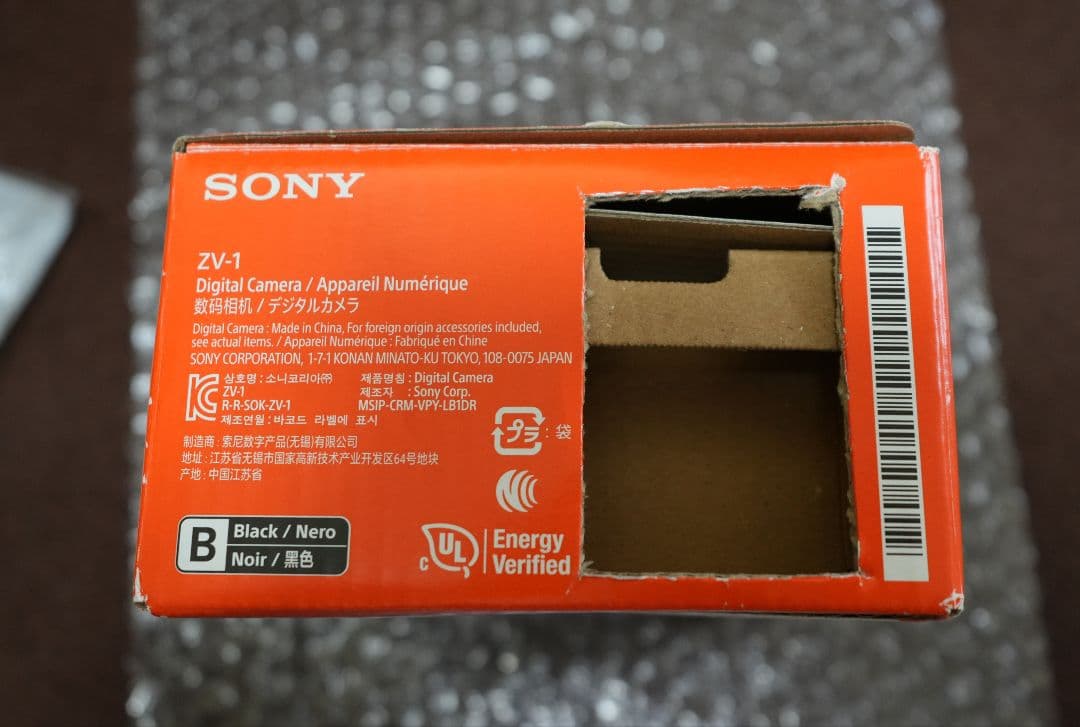 SONY
ZV-1
Digital Camera / Appareil Numérique
数码相机 / デジタルカメラ
Digital Camera : Made in China, For foreign origin accessories included,
see actual items. / Appareil Numérique : Fabriqué en Chine
SONY CORPORATION, 1-7-1 KONAN MINATO-KU TOKYO, 108-0075 JAPAN
상호명 : 소니코리아㈜ 제품명칭 : Digital Camera
ZV-1 제조자 : Sony Corp.
R-R-SOK-ZV-1 MSIP-CRM-VPY-LB1DR
제조연월 : 바코드 라벨에 표시
プラ : 袋
制造商 : 索尼数字产品(无锡)有限公司
地址 : 江苏省无锡市国家高新技术产业开发区64号地块
产地 : 中国江苏省
B Black / Nero
Noir / 黑色
c UL Energy
Verified